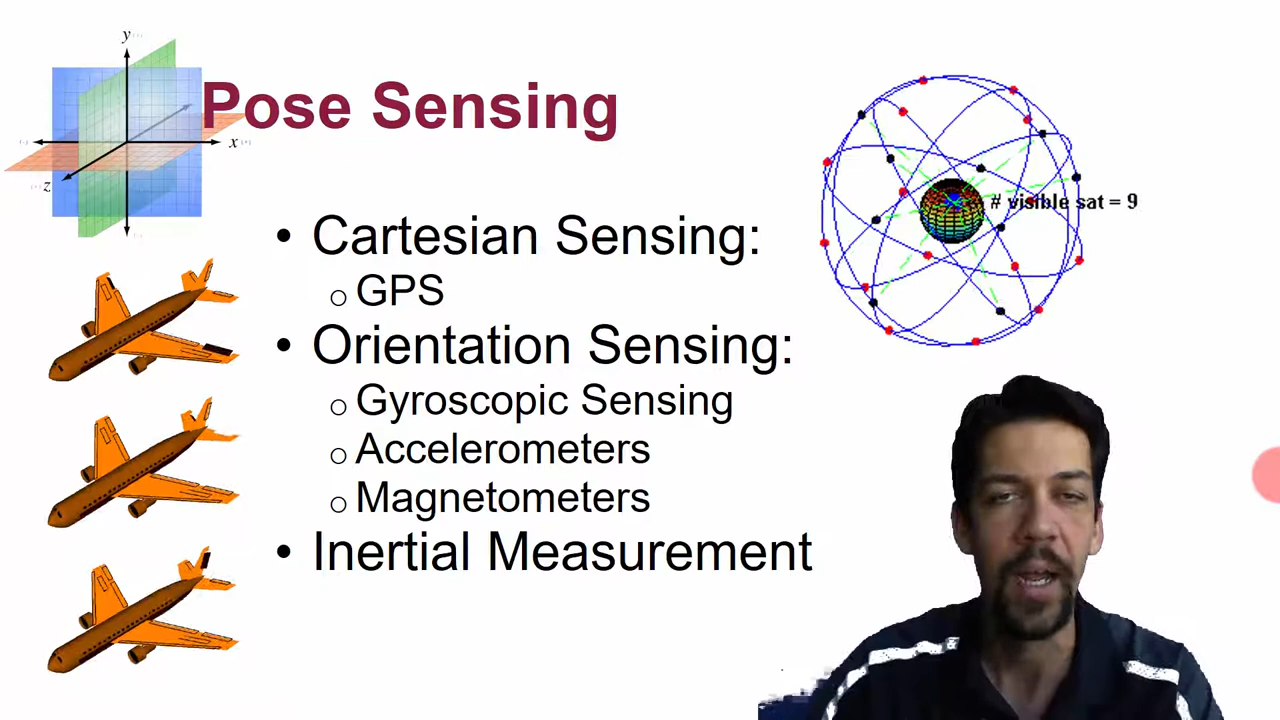 y
Pose Sensing
x
z
# visible sat = 9
• Cartesian Sensing:
o GPS
• Orientation Sensing:
o Gyroscopic Sensing
o Accelerometers
o Magnetometers
• Inertial Measurement